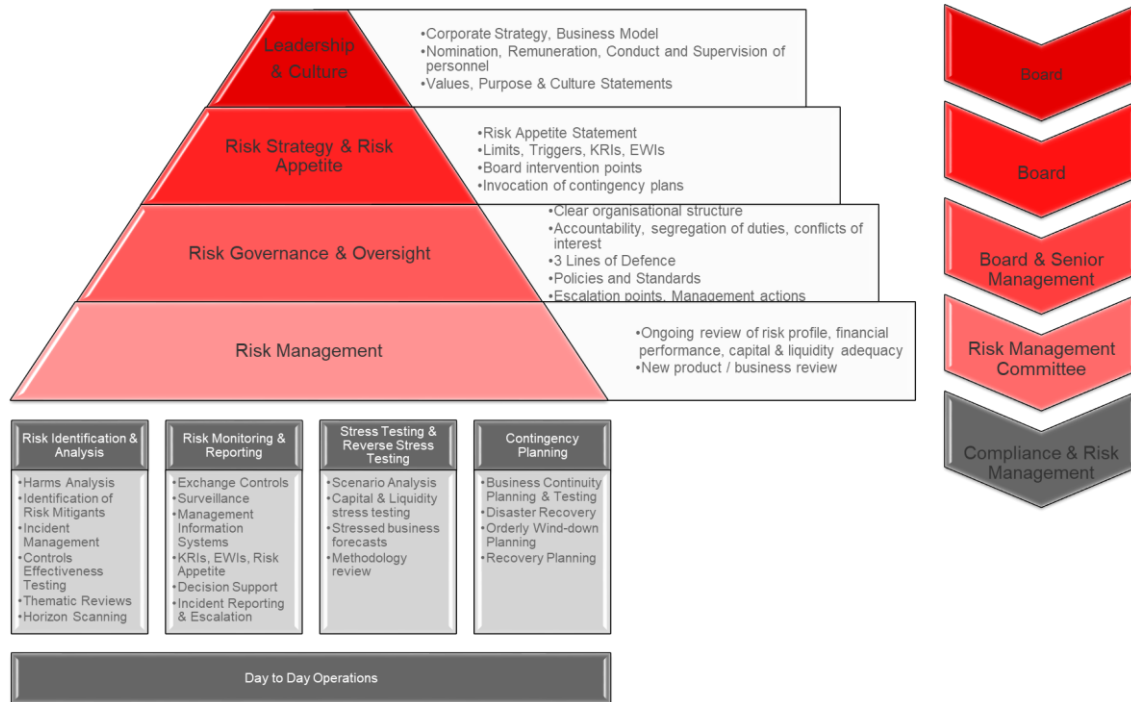 Leadership
& Culture
•Corporate Strategy, Business Model
•Nomination, Remuneration, Conduct and Supervision of
personnel
•Values, Purpose & Culture Statements
Risk Strategy & Risk
Appetite
•Risk Appetite Statement
•Limits, Triggers, KRIs, EWIs
•Board intervention points
•Invocation of contingency plans
Risk Governance & Oversight
•Clear organisational structure
•Accountability, segregation of duties, conflicts of
interest
•3 Lines of Defence
•Policies and Standards
•Escalation points, Management actions
Risk Management
•Ongoing review of risk profile, financial
performance, capital & liquidity adequacy
•New product / business review
Board
Board
Board & Senior
Management
Risk Management
Committee
Compliance & Risk
Management
Risk Identification &
Analysis
•Harms Analysis
•Identification of
Risk Mitigants
•Incident
Management
•Controls
Effectiveness
Testing
•Thematic Reviews
•Horizon Scanning
Risk Monitoring &
Reporting
•Exchange Controls
•Surveillance
•Management
Information
Systems
•KRIs, EWIs, Risk
Appetite
•Decision Support
•Incident Reporting
& Escalation
Stress Testing &
Reverse Stress
Testing
•Scenario Analysis
•Capital & Liquidity
stress testing
•Stressed business
forecasts
•Methodology
review
Contingency
Planning
•Business Continuity
Planning & Testing
•Disaster Recovery
•Orderly Wind-down
Planning
•Recovery Planning
Day to Day Operations